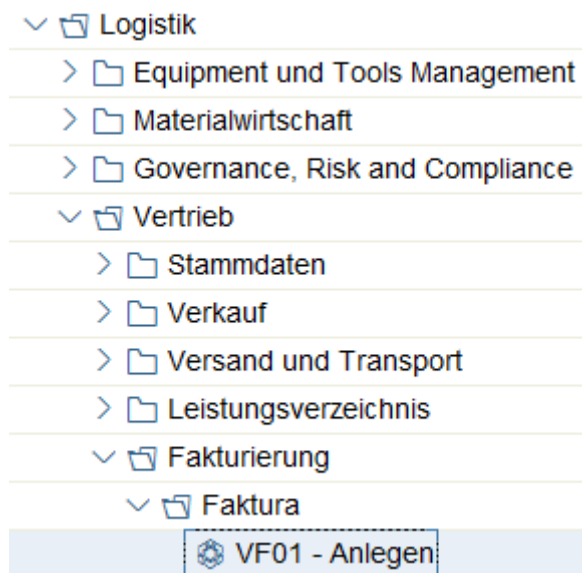 Logistik
Equipment und Tools Management
Materialwirtschaft
Governance, Risk and Compliance
Vertrieb
Stammdaten
Verkauf
Versand und Transport
Leistungsverzeichnis
Fakturierung
Faktura
VF01 - Anlegen